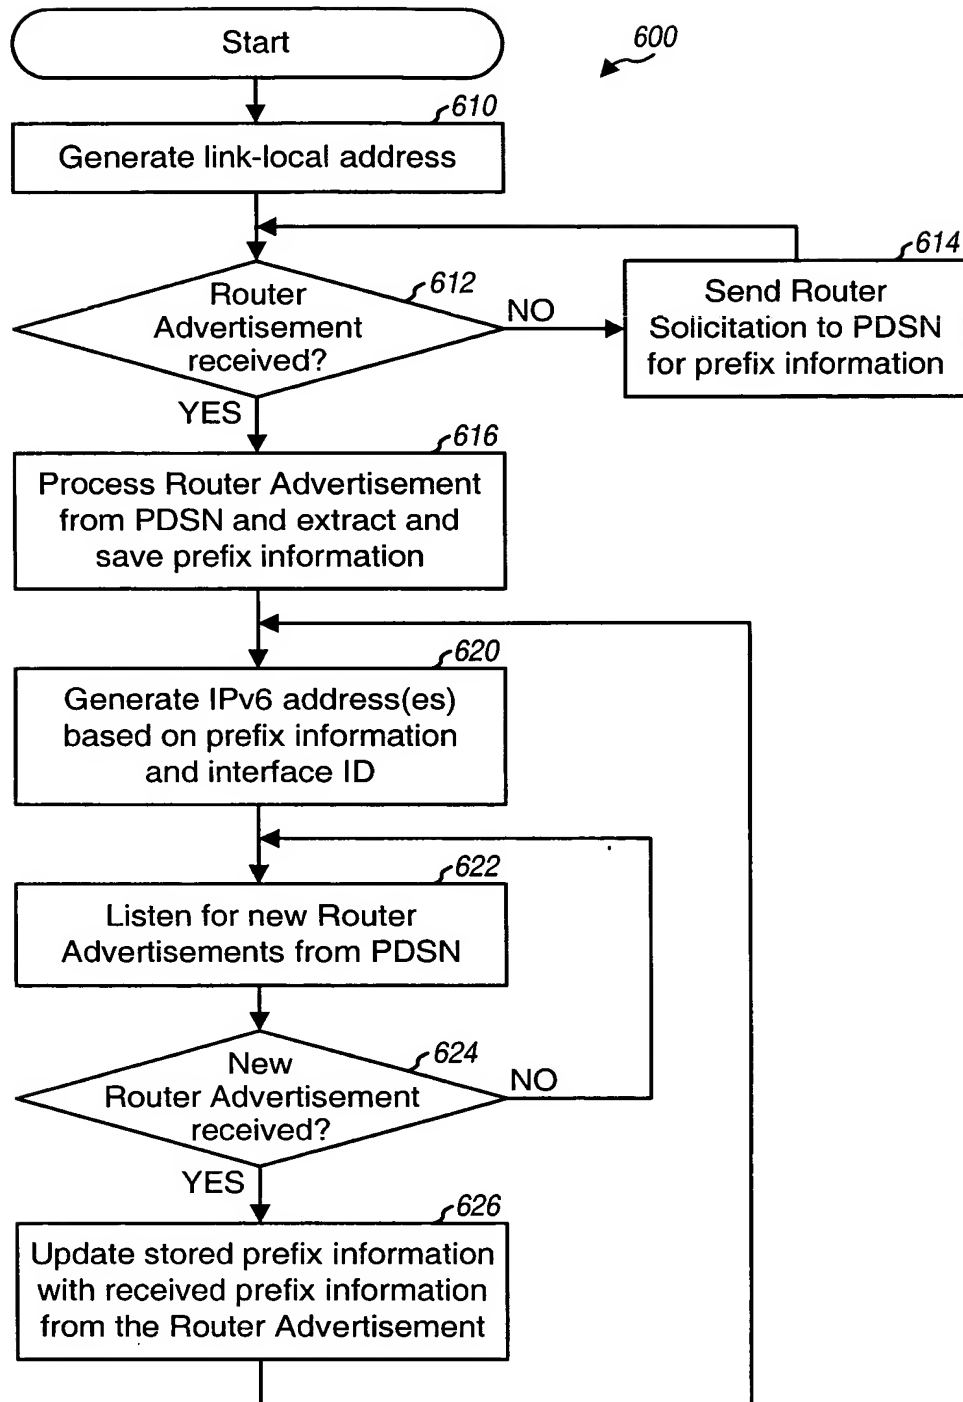 Start
600
610
Generate link-local address
614
612
Router
Advertisement
received?
NO
Send Router
Solicitation to PDSN
for prefix information
YES
616
Process Router Advertisement
from PDSN and extract and
save prefix information
620
Generate IPv6 address(es)
based on prefix information
and interface ID
622
Listen for new Router
Advertisements from PDSN
624
New
Router Advertisement
received?
NO
YES
626
Update stored prefix information
with received prefix information
from the Router Advertisement